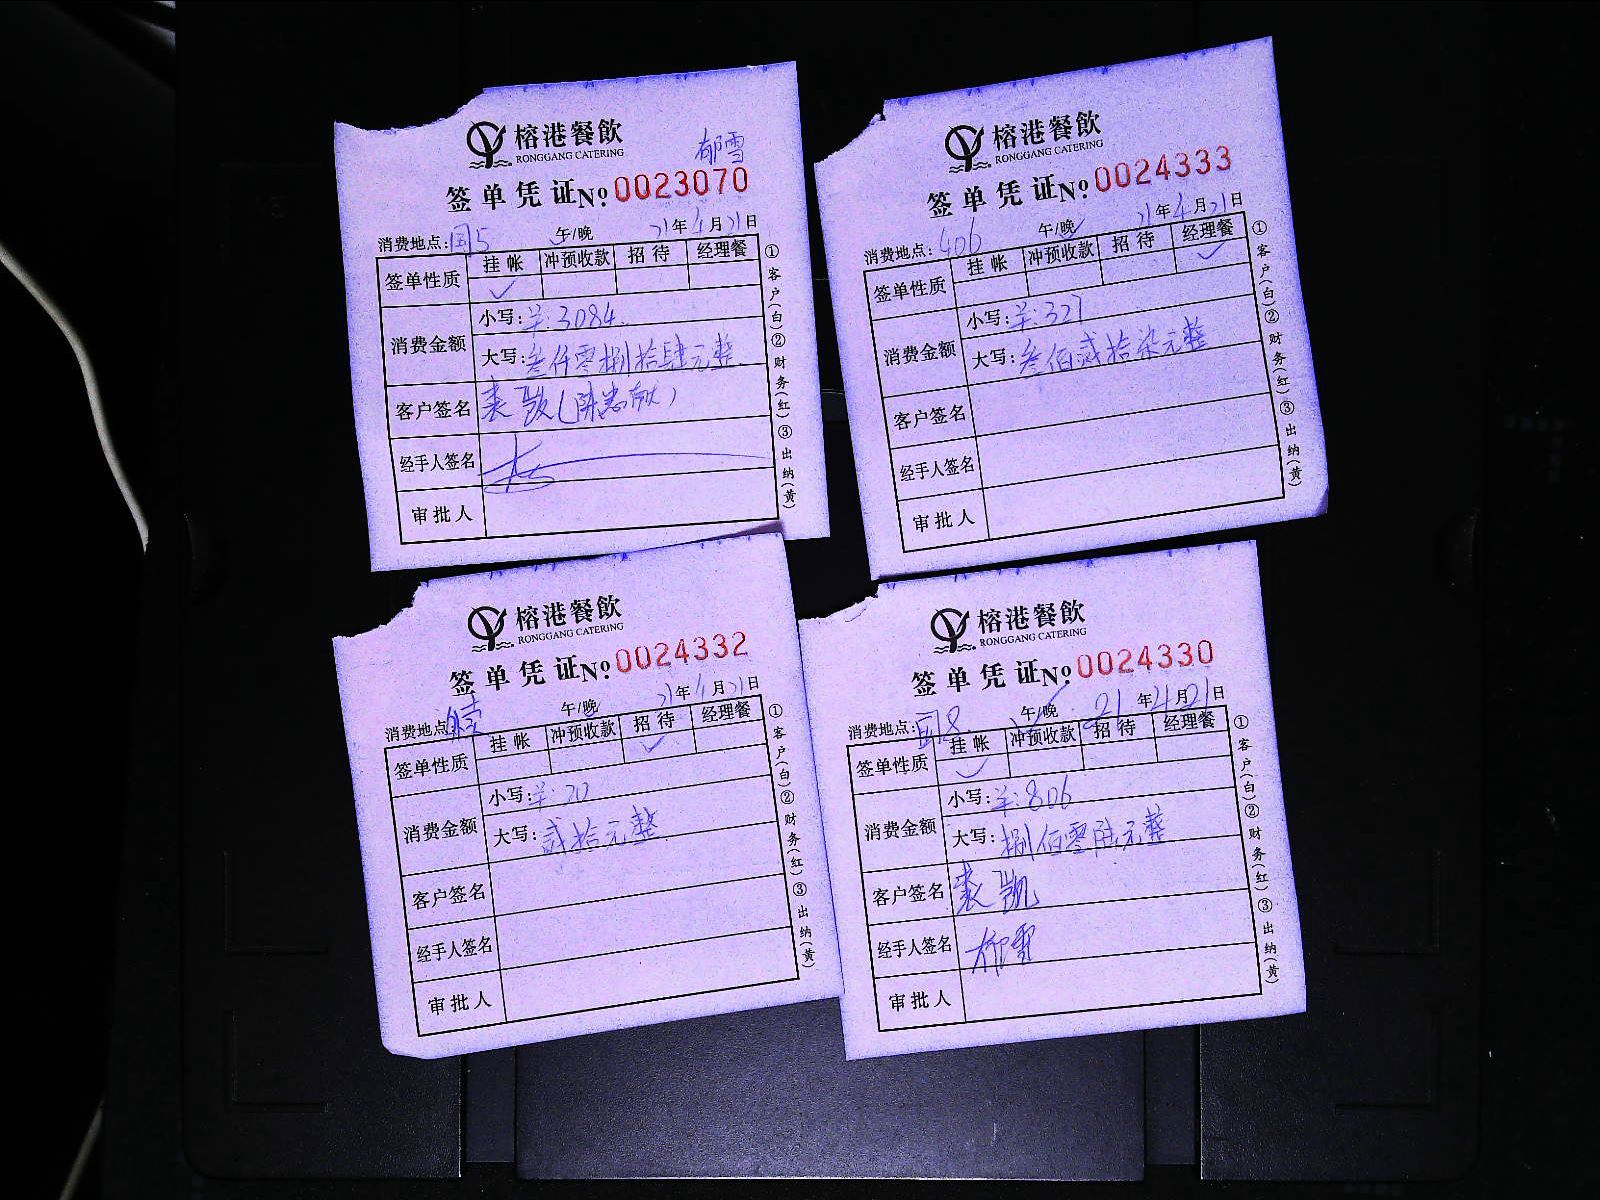 榕港餐飲
RONGGANG CATERING
郁雪
签单凭证 No 0023070
消费地点: 国5 午/晚 21年4月21日
签单性质 挂帐 冲预收款 招待 经理餐
✓
消费金额 小写: 羊:3084.
大写: 叁仟零捌拾肆元整
客户签名 裘凯(陈忠献)
经手人签名
审批人
①客户(白)②财务(红)③出纳(黄)
榕港餐飲
RONGGANG CATERING
签单凭证 No 0024333
消费地点: 406 午/晚 21年4月21日
签单性质 挂帐 冲预收款 招待 经理餐
✓
消费金额 小写: 羊:327
大写: 叁佰贰拾柒元整
客户签名
经手人签名
审批人
①客户(白)②财务(红)③出纳(黄)
榕港餐飲
RONGGANG CATERING
签单凭证 No 0024332
消费地点 午/晚 21年4月21日
签单性质 挂帐 冲预收款 招待 经理餐
✓
消费金额 小写: 羊:20
大写: 贰拾元整
客户签名
经手人签名
审批人
①客户(白)②财务(红)③出纳(黄)
榕港餐飲
RONGGANG CATERING
签单凭证 No 0024330
消费地点: 国8 午/晚 21年4月21日
签单性质 挂帐 冲预收款 招待 经理餐
✓
消费金额 小写: 羊:806
大写: 捌佰零陆元整
客户签名 裘凯
经手人签名 柳雪
审批人
①客户(白)②财务(红)③出纳(黄)